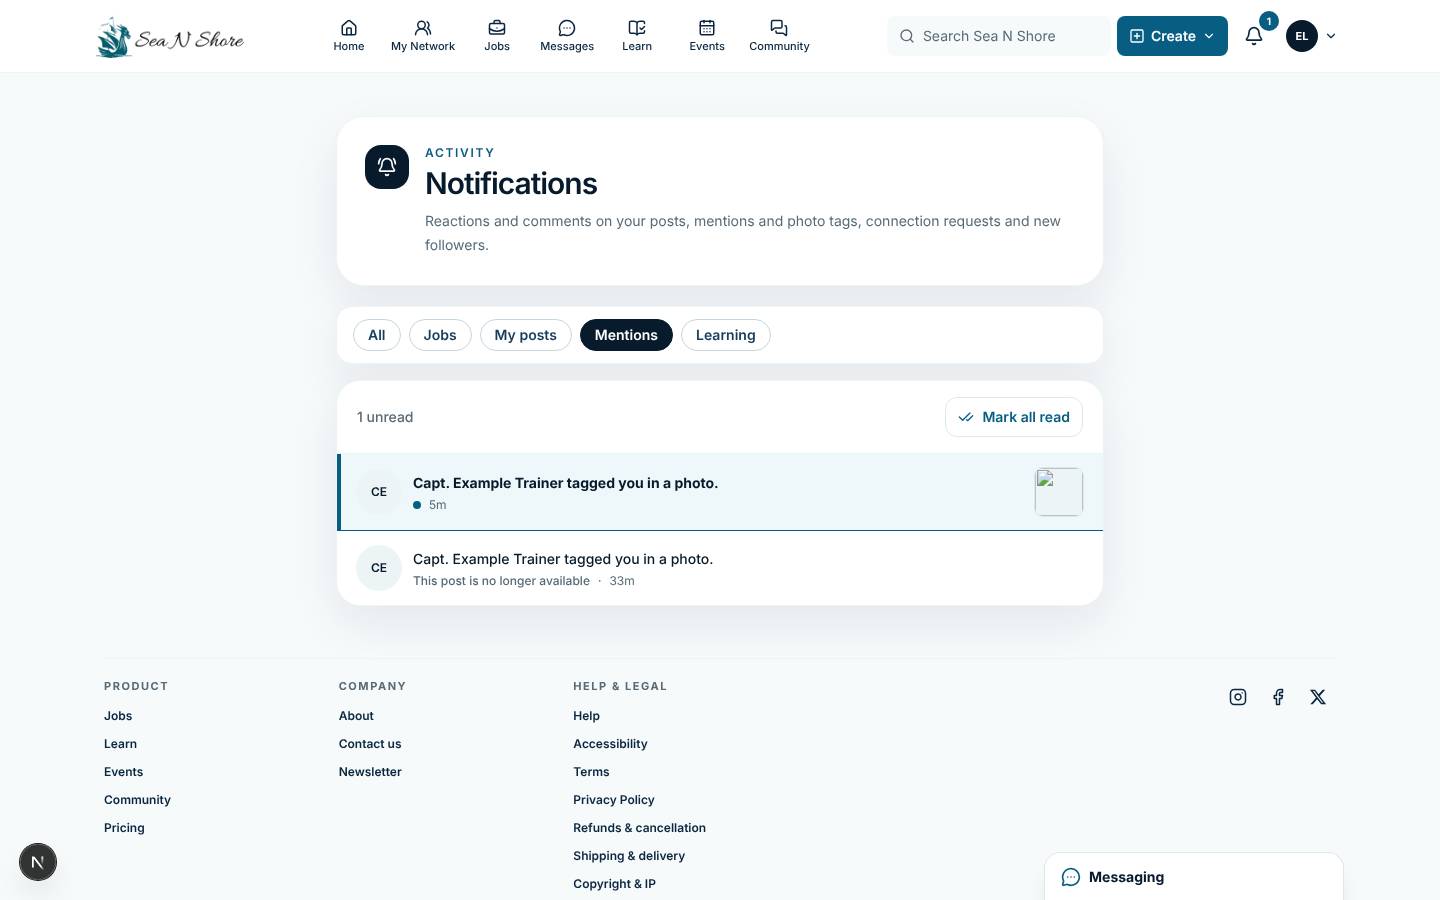 Sea N Shore
Home
My Network
Jobs
Messages
Learn
Events
Community
Search Sea N Shore
Create
1
EL
ACTIVITY
Notifications
Reactions and comments on your posts, mentions and photo tags, connection requests and new
followers.
All
Jobs
My posts
Mentions
Learning
1 unread
Mark all read
CE
Capt. Example Trainer tagged you in a photo.
5m
CE
Capt. Example Trainer tagged you in a photo.
This post is no longer available · 33m
PRODUCT
Jobs
Learn
Events
Community
Pricing
COMPANY
About
Contact us
Newsletter
HELP & LEGAL
Help
Accessibility
Terms
Privacy Policy
Refunds & cancellation
Shipping & delivery
Copyright & IP
N
Messaging